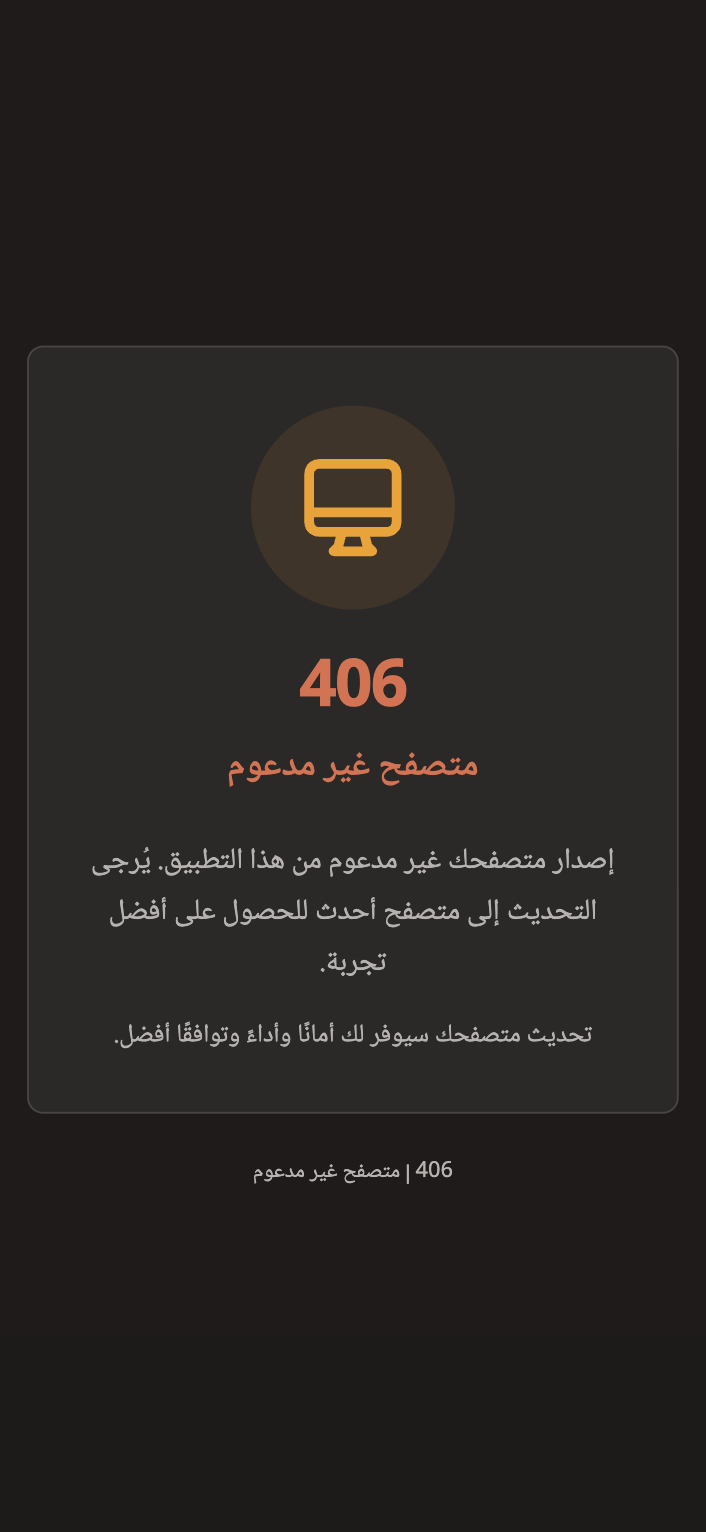 406
متصفح غير مدعوم
إصدار متصفحك غير مدعوم من هذا التطبيق. يُرجى
التحديث إلى متصفح أحدث للحصول على أفضل
تجربة.
تحديث متصفحك سيوفر لك أمانًا وأداءً وتوافقًا أفضل.
406 | متصفح غير مدعوم